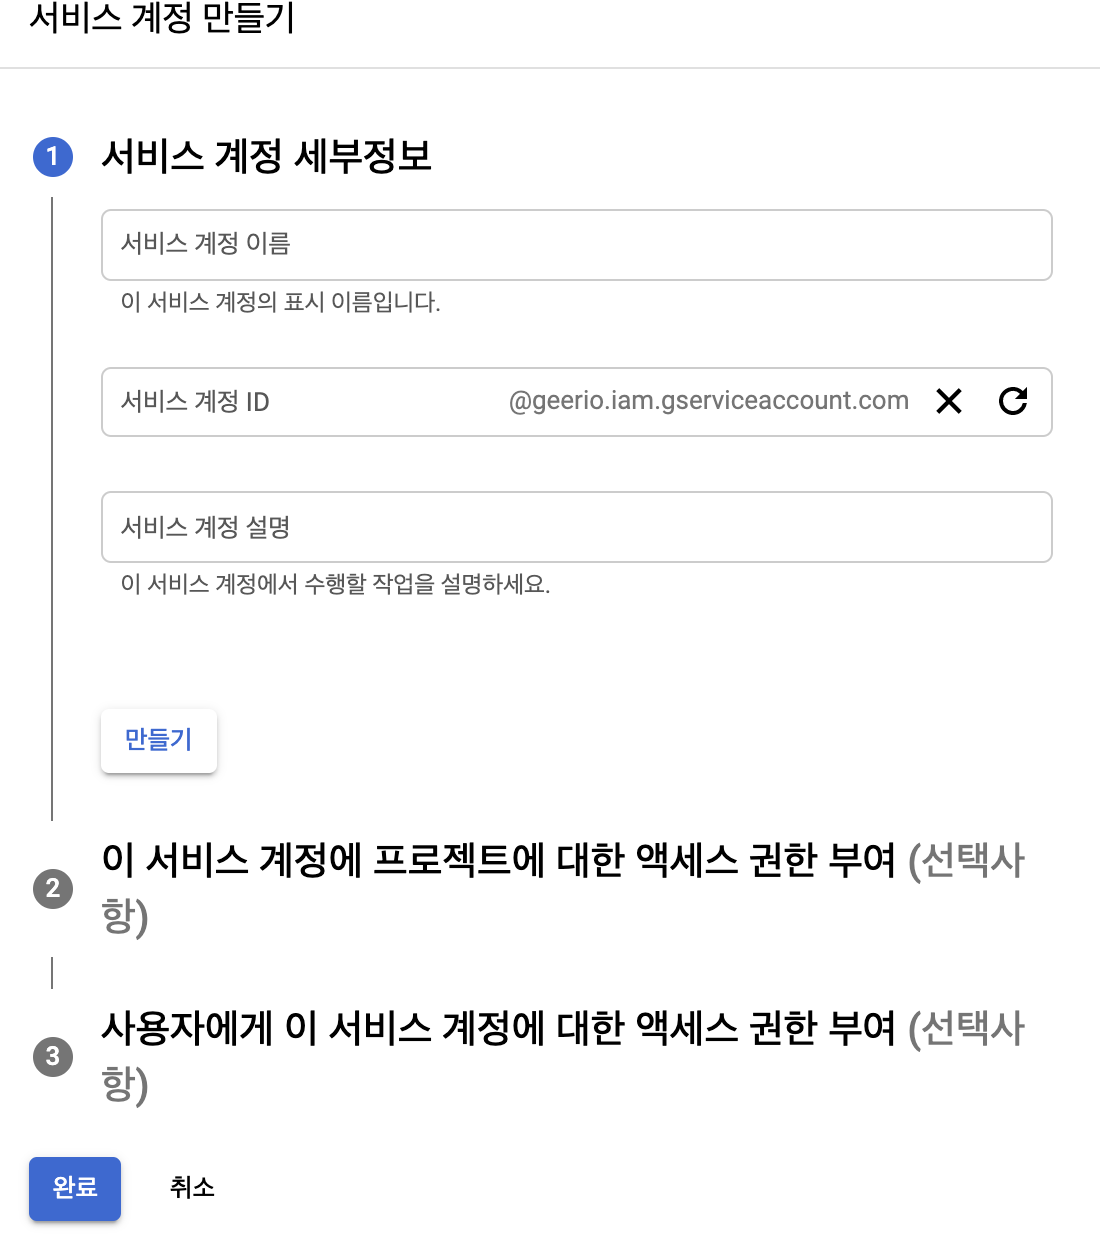 서비스 계정 만들기
1 서비스 계정 세부정보
서비스 계정 이름
이 서비스 계정의 표시 이름입니다.
서비스 계정 ID @geerio.iam.gserviceaccount.com
서비스 계정 설명
이 서비스 계정에서 수행할 작업을 설명하세요.
만들기
2 이 서비스 계정에 프로젝트에 대한 액세스 권한 부여 (선택사
항)
3 사용자에게 이 서비스 계정에 대한 액세스 권한 부여 (선택사
항)
완료 취소